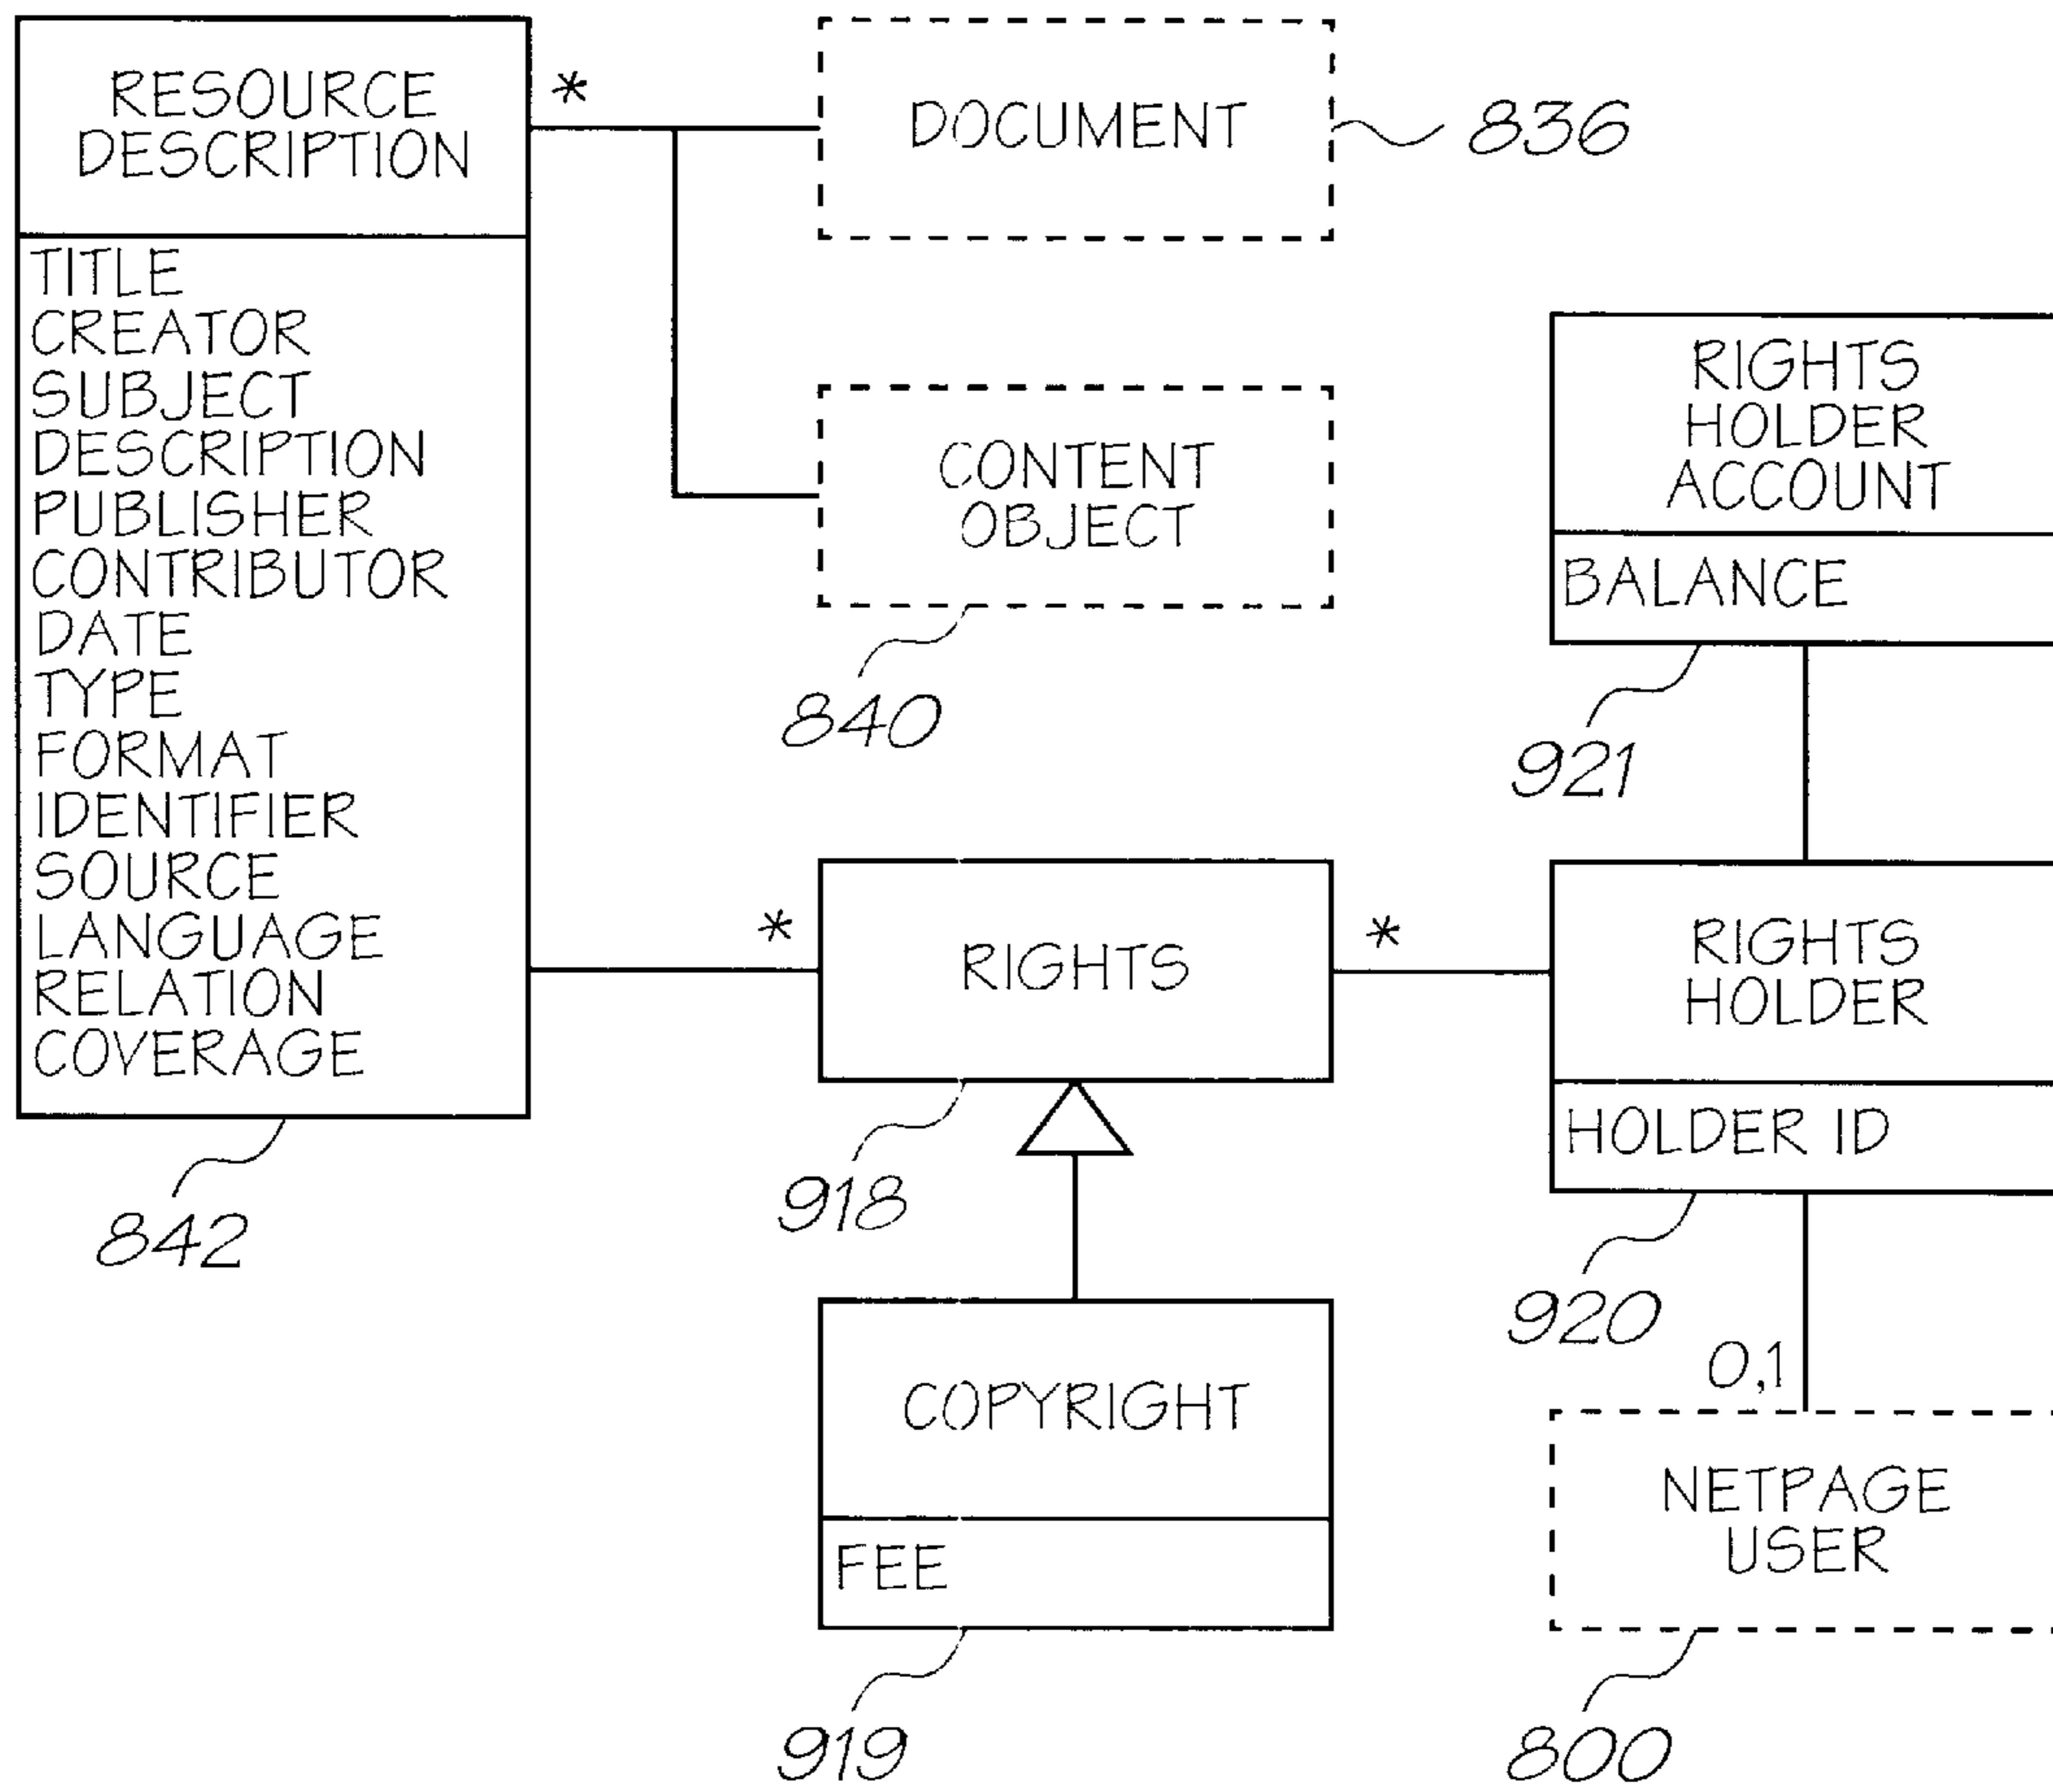 RESOURCE
DESCRIPTION
*
TITLE
CREATOR
SUBJECT
DESCRIPTION
PUBLISHER
CONTRIBUTOR
DATE
TYPE
FORMAT
IDENTIFIER
SOURCE
LANGUAGE
RELATION
COVERAGE
842
DOCUMENT
836
CONTENT
OBJECT
840
RIGHTS
HOLDER
ACCOUNT
BALANCE
921
*
RIGHTS
*
918
RIGHTS
HOLDER
HOLDER ID
920
0,1
COPYRIGHT
FEE
919
NETPAGE
USER
800